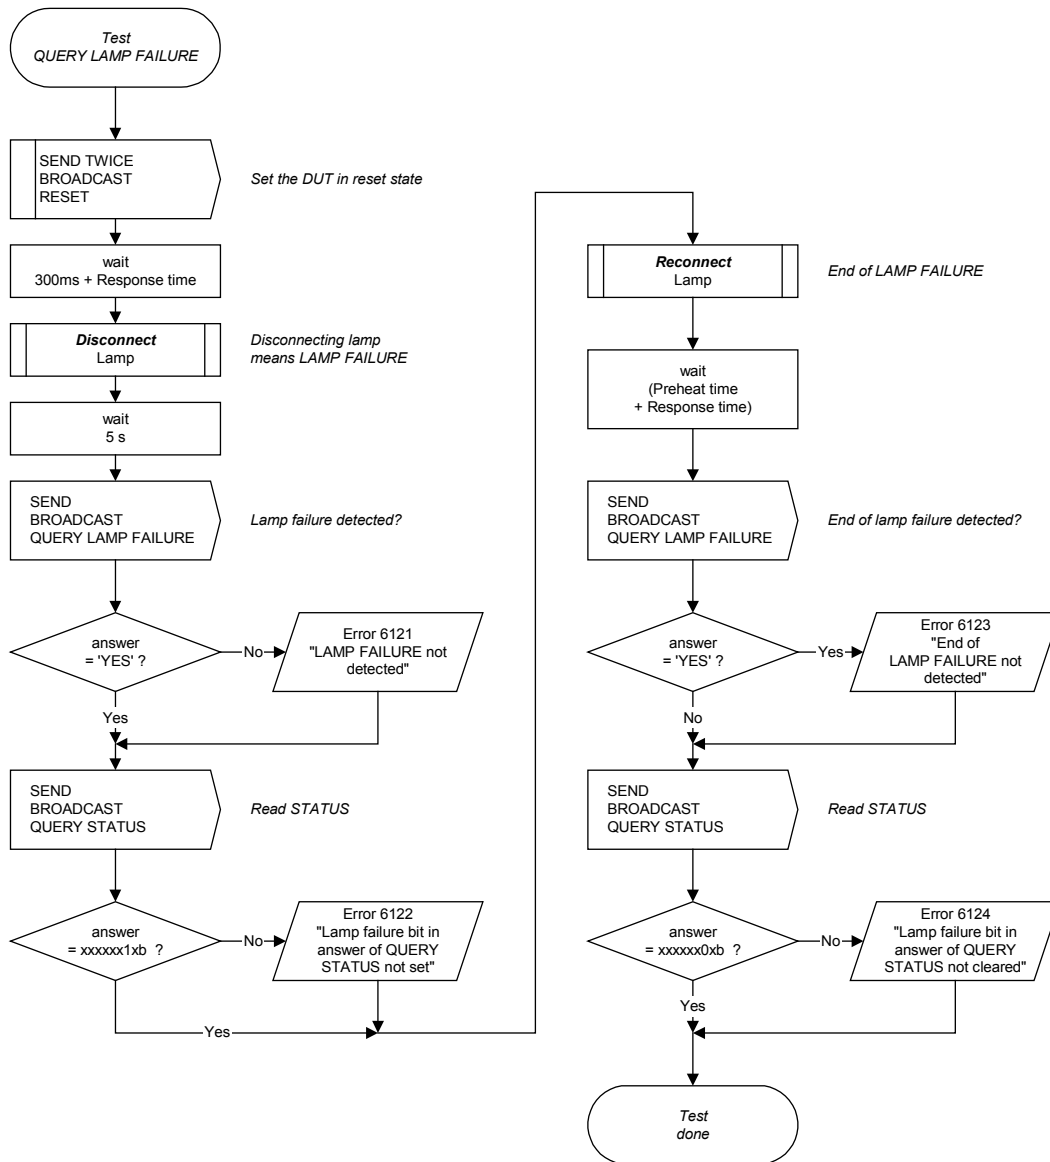 Test
QUERY LAMP FAILURE
SEND TWICE
BROADCAST
RESET
Set the DUT in reset state
wait
300ms + Response time
Disconnect
Lamp
Disconnecting lamp
means LAMP FAILURE
wait
5 s
SEND
BROADCAST
QUERY LAMP FAILURE
Lamp failure detected?
answer
= 'YES' ?
No
Error 6121
"LAMP FAILURE not
detected"
Yes
SEND
BROADCAST
QUERY STATUS
Read STATUS
answer
= xxxxxx1xb ?
No
Error 6122
"Lamp failure bit in
answer of QUERY
STATUS not set"
Yes
Reconnect
Lamp
End of LAMP FAILURE
wait
(Preheat time
+ Response time)
SEND
BROADCAST
QUERY LAMP FAILURE
End of lamp failure detected?
answer
= 'YES' ?
Yes
Error 6123
"End of
LAMP FAILURE not
detected"
No
SEND
BROADCAST
QUERY STATUS
Read STATUS
answer
= xxxxxx0xb ?
No
Error 6124
"Lamp failure bit in
answer of QUERY
STATUS not cleared"
Yes
Test
done